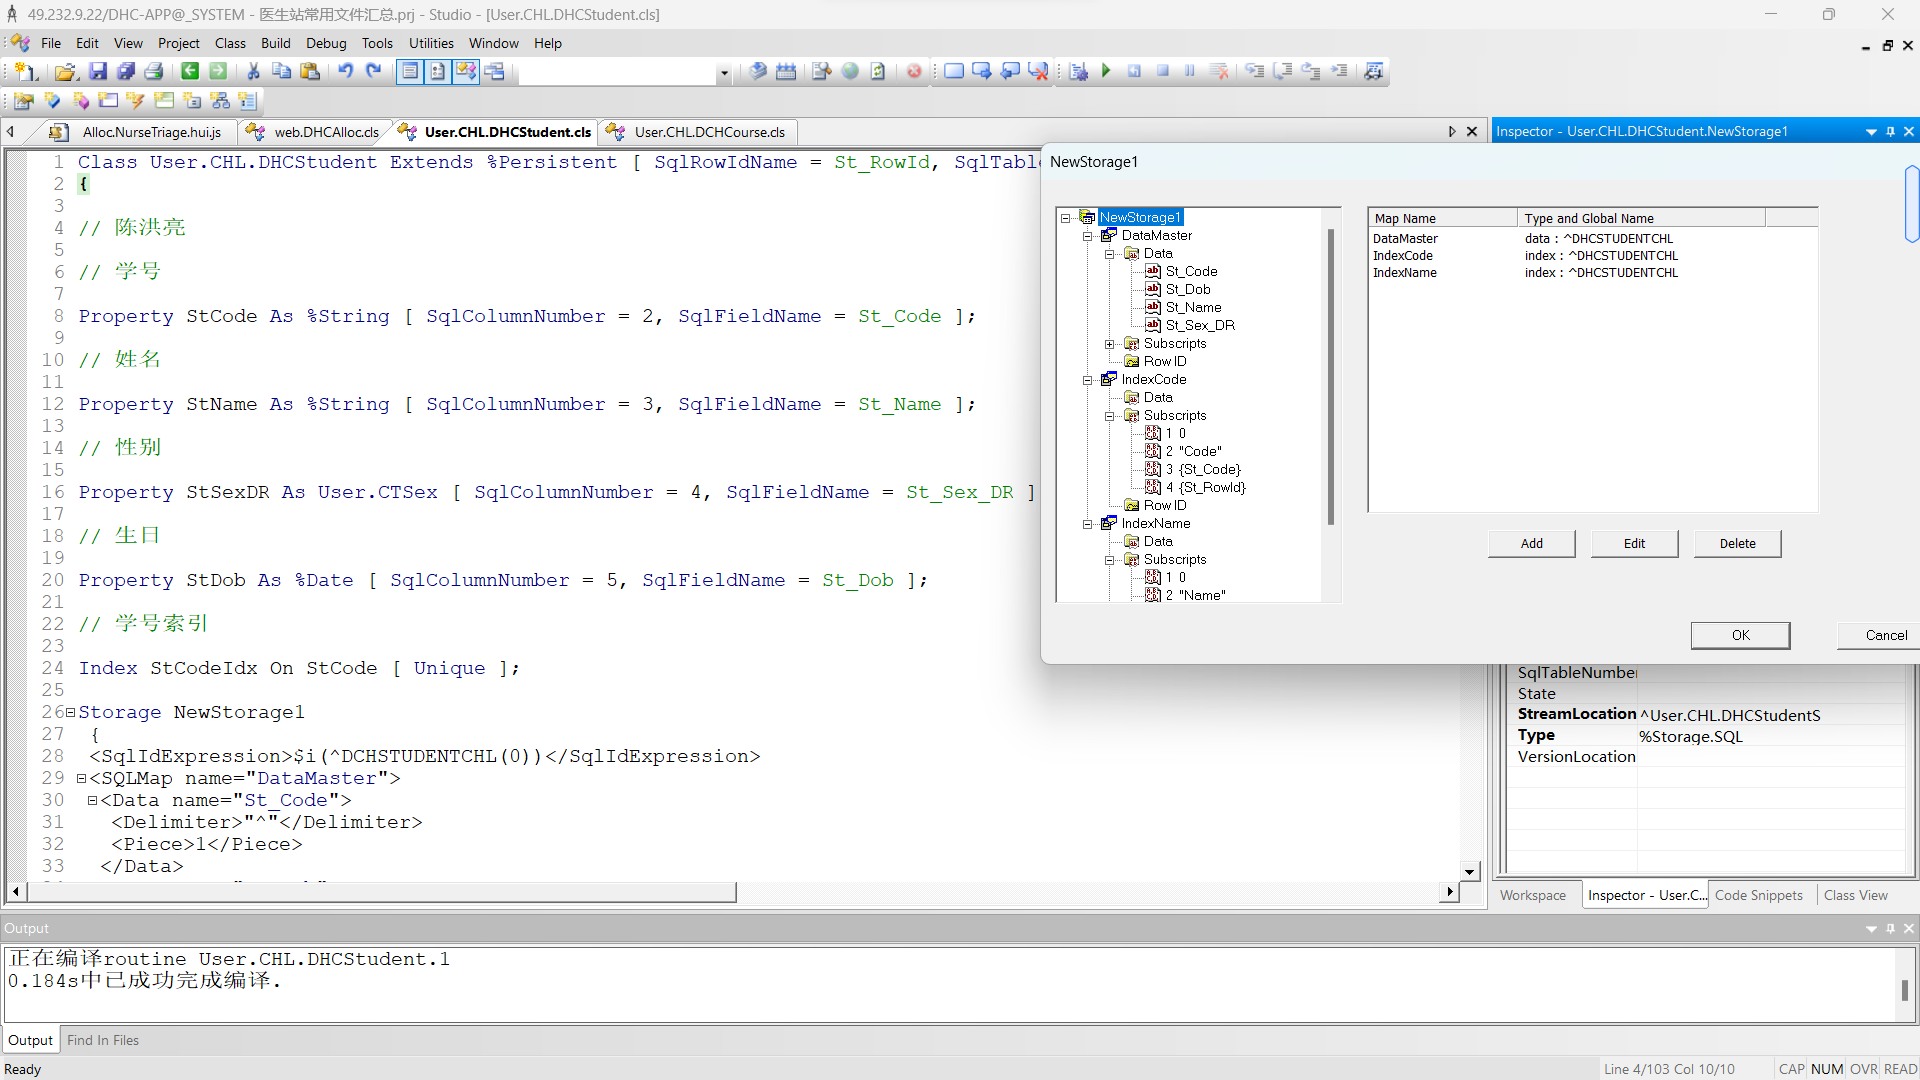 49.232.9.22/DHC-APP@_SYSTEM - 医生站常用文件汇总.prj - Studio - [User.CHL.DHCStudent.cls]
File Edit View Project Class Build Debug Tools Utilities Window Help
Alloc.NurseTriage.hui.js web.DHCAlloc.cls User.CHL.DHCStudent.cls User.CHL.DCHCourse.cls
1 Class User.CHL.DHCStudent Extends %Persistent [ SqlRowIdName = St_RowId, SqlTabl
2 {
3
4 // 陈洪亮
5
6 // 学号
7
8 Property StCode As %String [ SqlColumnNumber = 2, SqlFieldName = St_Code ];
9
10 // 姓名
11
12 Property StName As %String [ SqlColumnNumber = 3, SqlFieldName = St_Name ];
13
14 // 性别
15
16 Property StSexDR As User.CTSex [ SqlColumnNumber = 4, SqlFieldName = St_Sex_DR ]
17
18 // 生日
19
20 Property StDob As %Date [ SqlColumnNumber = 5, SqlFieldName = St_Dob ];
21
22 // 学号索引
23
24 Index StCodeIdx On StCode [ Unique ];
25
26 Storage NewStorage1
27 {
28 <SqlIdExpression>$i(^DCHSTUDENTCHL(0))</SqlIdExpression>
29 <SQLMap name="DataMaster">
30 <Data name="St_Code">
31 <Delimiter>"^"</Delimiter>
32 <Piece>1</Piece>
33 </Data>
Inspector - User.CHL.DHCStudent.NewStorage1
NewStorage1
NewStorage1
DataMaster
Data
St_Code
St_Dob
St_Name
St_Sex_DR
Subscripts
Row ID
IndexCode
Data
Subscripts
1 0
2 "Code"
3 {St_Code}
4 {St_RowId}
Row ID
IndexName
Data
Subscripts
1 0
2 "Name"
Map Name Type and Global Name
DataMaster data : ^DHCSTUDENTCHL
IndexCode index : ^DHCSTUDENTCHL
IndexName index : ^DHCSTUDENTCHL
Add Edit Delete
OK Cancel
SqlTableNumber
State
StreamLocation ^User.CHL.DHCStudentS
Type %Storage.SQL
VersionLocation
Workspace Inspector - User.C... Code Snippets Class View
Output
正在编译routine User.CHL.DHCStudent.1
0.184s中已成功完成编译.
Output Find In Files
Ready Line 4/103 Col 10/10 CAP NUM OVR READ